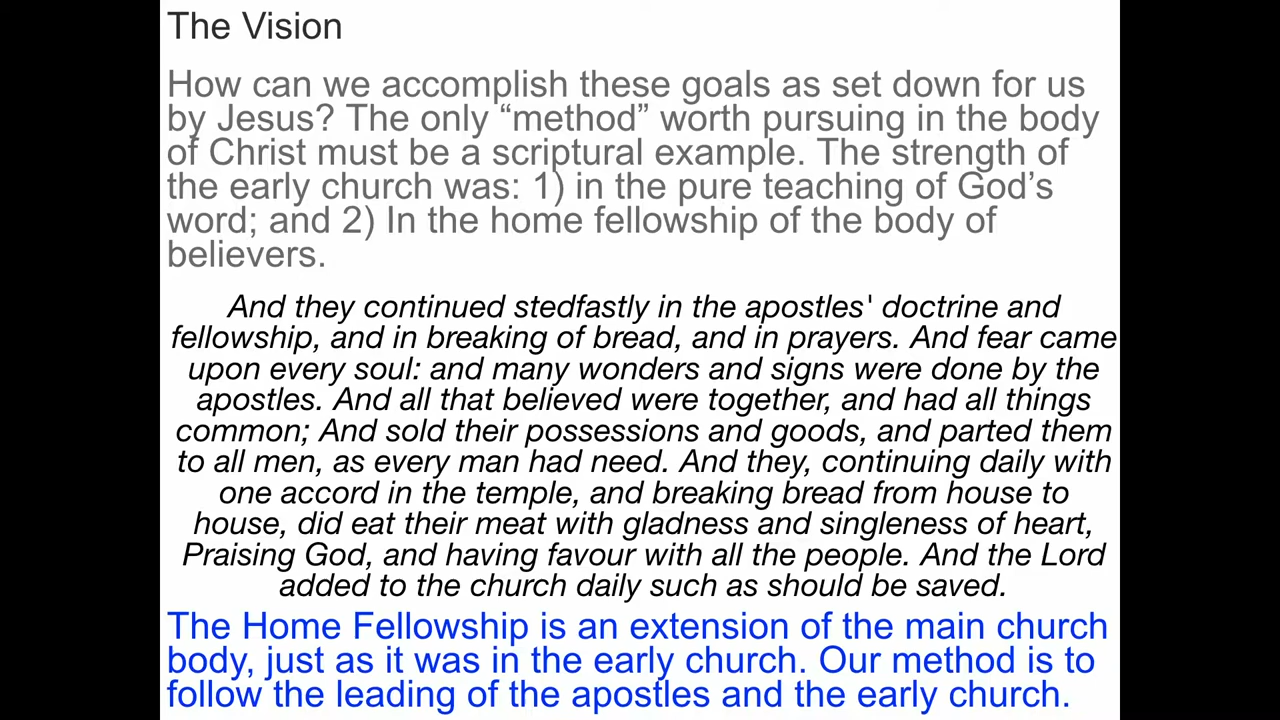 The Vision
How can we accomplish these goals as set down for us
by Jesus? The only “method” worth pursuing in the body
of Christ must be a scriptural example. The strength of
the early church was: 1) in the pure teaching of God’s
word; and 2) In the home fellowship of the body of
believers.
And they continued stedfastly in the apostles' doctrine and
fellowship, and in breaking of bread, and in prayers. And fear came
upon every soul: and many wonders and signs were done by the
apostles. And all that believed were together, and had all things
common; And sold their possessions and goods, and parted them
to all men, as every man had need. And they, continuing daily with
one accord in the temple, and breaking bread from house to
house, did eat their meat with gladness and singleness of heart,
Praising God, and having favour with all the people. And the Lord
added to the church daily such as should be saved.
The Home Fellowship is an extension of the main church
body, just as it was in the early church. Our method is to
follow the leading of the apostles and the early church.